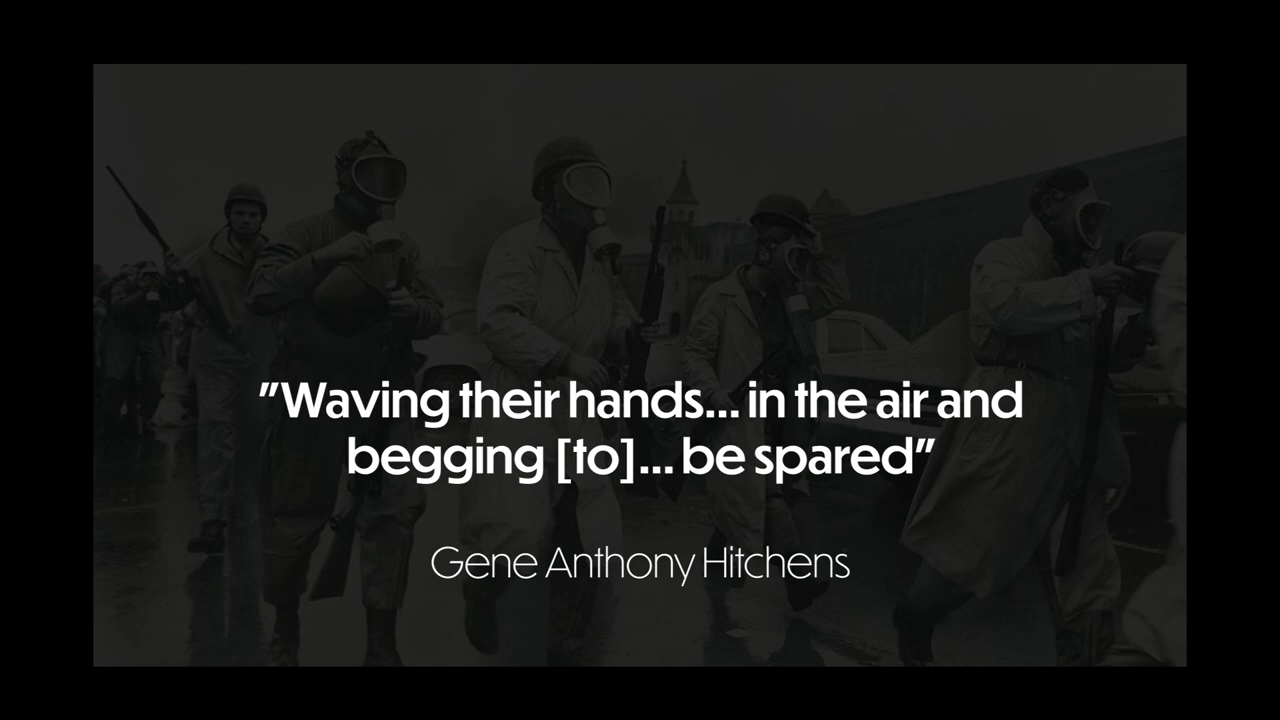 "Waving their hands... in the air and
begging [to]... be spared"
Gene Anthony Hitchens